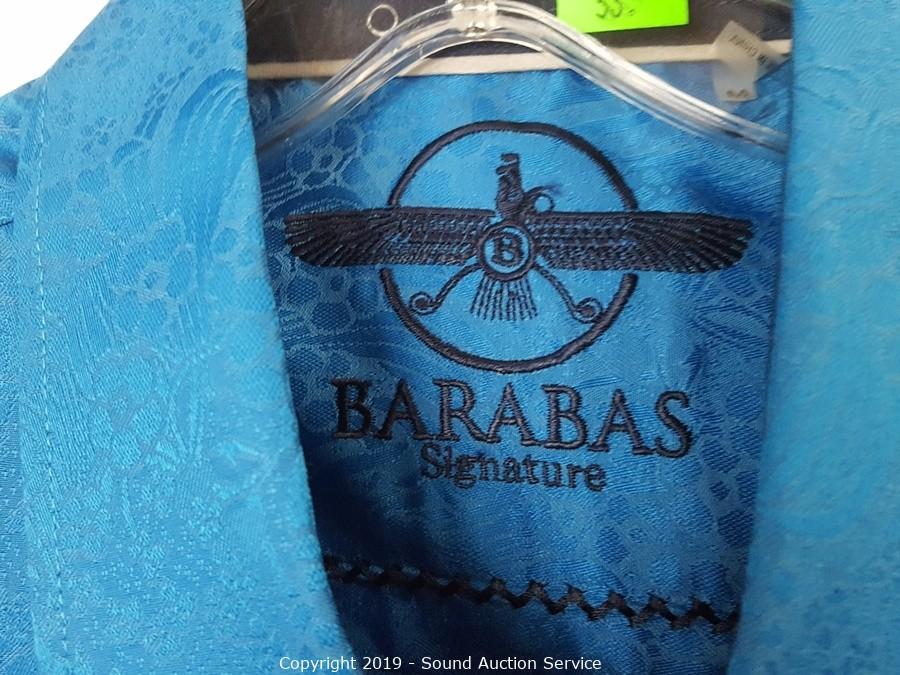 B
BARABAS
Signature
Copyright 2019 - Sound Auction Service